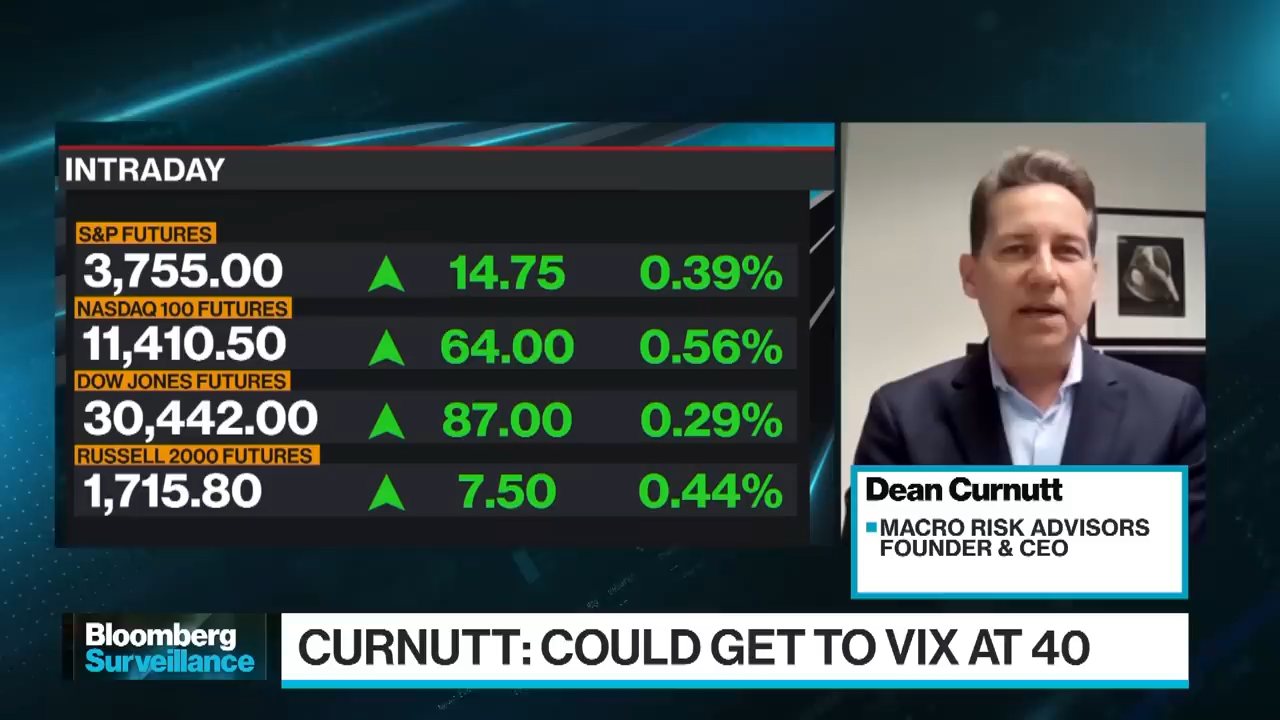 INTRADAY
S&P FUTURES
3,755.00 ▲ 14.75 0.39%
NASDAQ 100 FUTURES
11,410.50 ▲ 64.00 0.56%
DOW JONES FUTURES
30,442.00 ▲ 87.00 0.29%
RUSSELL 2000 FUTURES
1,715.80 ▲ 7.50 0.44%
Dean Curnutt
MACRO RISK ADVISORS
FOUNDER & CEO
Bloomberg
Surveillance
CURNUTT: COULD GET TO VIX AT 40